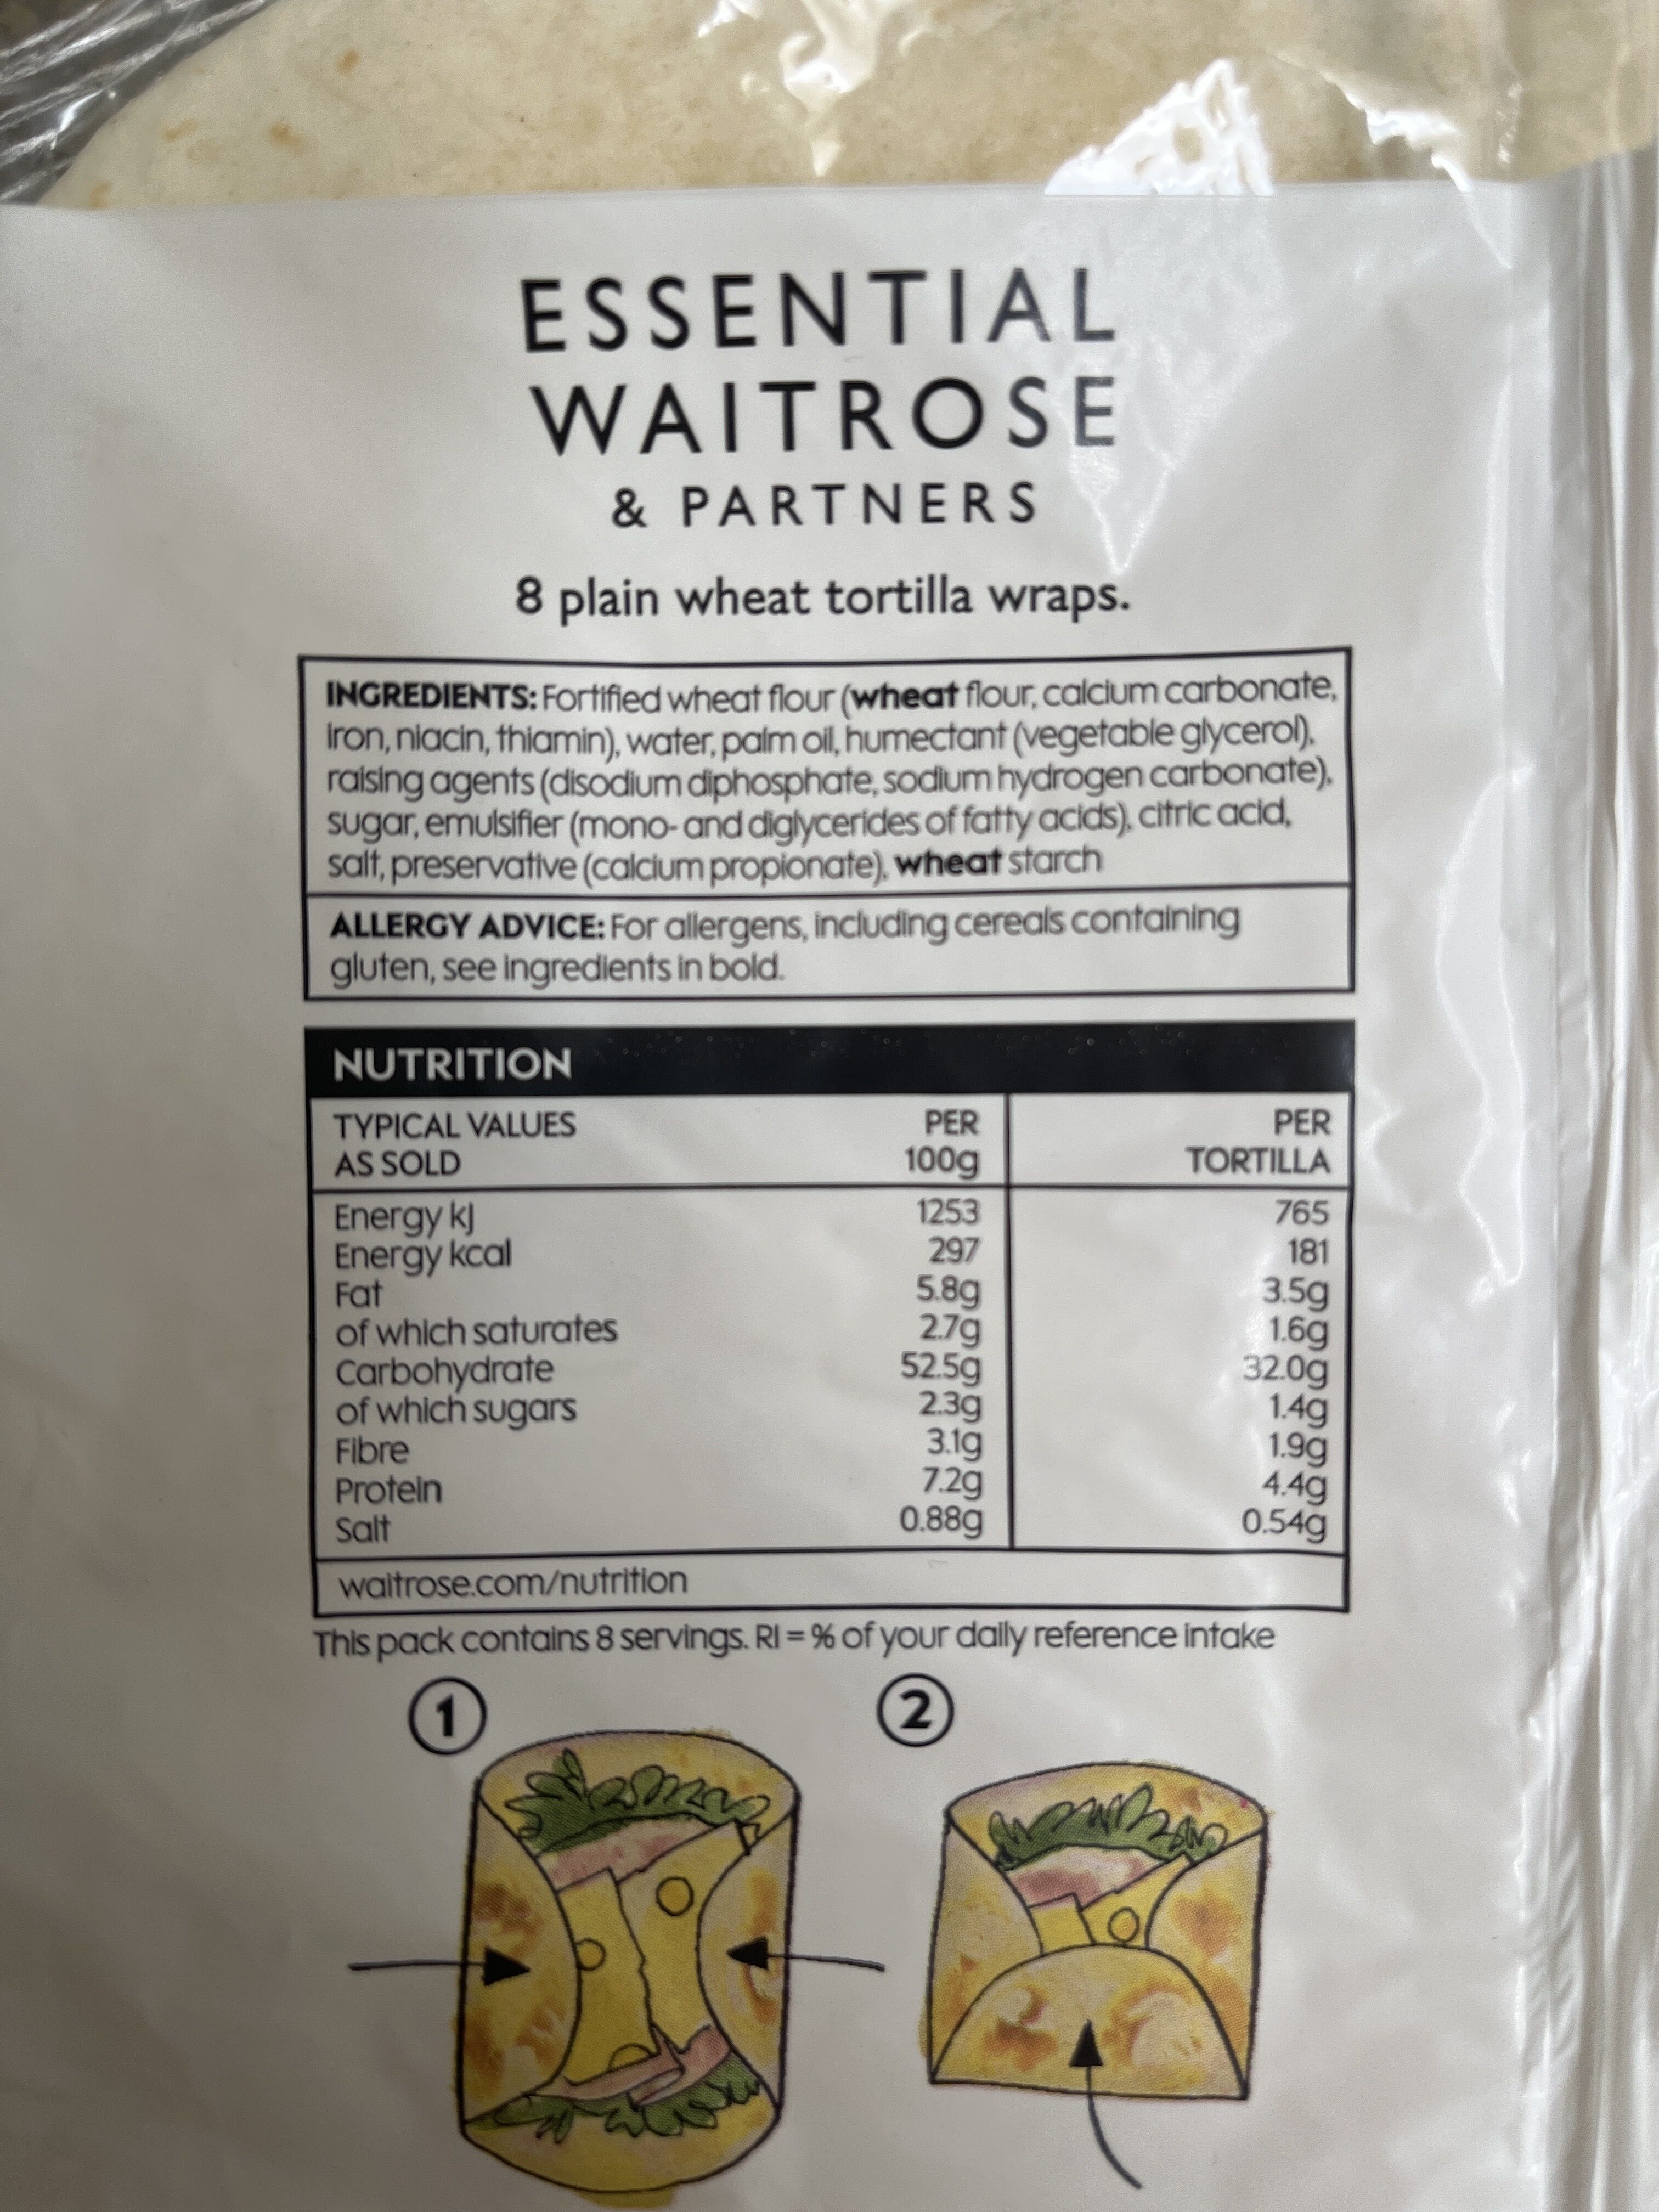 ESSENTIAL
WAITROSE
& PARTNERS
8 plain wheat tortilla wraps.
INGREDIENTS: Fortified wheat flour (wheat flour, calcium carbonate,
iron, niacin, thiamin), water, palm oil, humectant (vegetable glycerol),
raising agents (disodium diphosphate, sodium hydrogen carbonate),
sugar, emulsifier (mono- and diglycerides of fatty acids), citric acid,
salt, preservative (calcium propionate), wheat starch
ALLERGY ADVICE: For allergens, including cereals containing
gluten, see ingredients in bold.
NUTRITION
TYPICAL VALUES PER PER
AS SOLD 100g TORTILLA
Energy kJ 1253 765
Energy kcal 297 181
Fat 5.8g 3.5g
of which saturates 2.7g 1.6g
Carbohydrate 52.5g 32.0g
of which sugars 2.3g 1.4g
Fibre 3.1g 1.9g
Protein 7.2g 4.4g
Salt 0.88g 0.54g
waitrose.com/nutrition
This pack contains 8 servings. RI = % of your daily reference intake
1 2